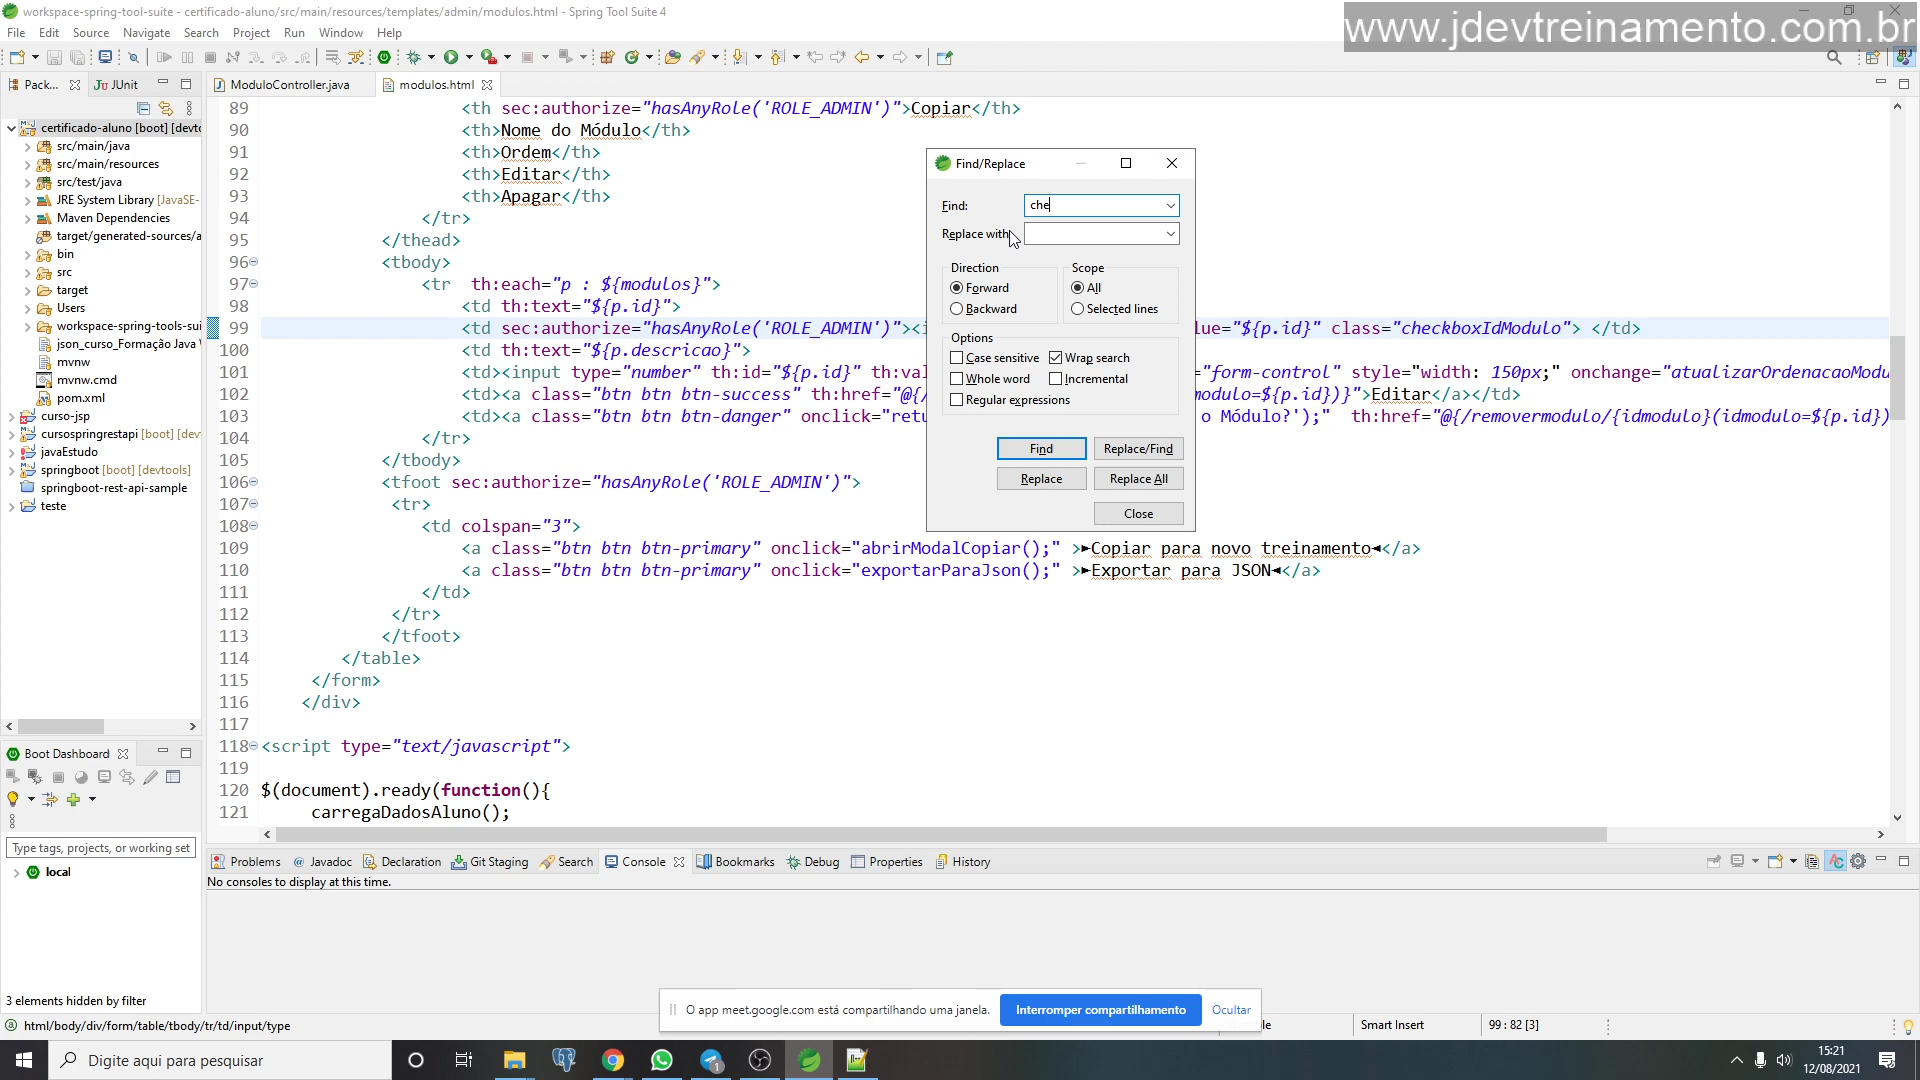 workspace-spring-tool-suite - certificado-aluno/src/main/resources/templates/admin/modulos.html - Spring Tool Suite 4
www.jdevtreinamento.com.br
File Edit Source Navigate Search Project Run Window Help
Pack... JUnit
ModuloController.java modulos.html
certificado-aluno [boot] [devto
src/main/java
src/main/resources
src/test/java
JRE System Library [JavaSE-
Maven Dependencies
target/generated-sources/a
bin
src
target
Users
workspace-spring-tools-sui
json_curso_Formação Java
mvnw
mvnw.cmd
pom.xml
curso-jsp
cursospringrestapi [boot] [dev
javaEstudo
springboot [boot] [devtools]
springboot-rest-api-sample
teste
89 <th sec:authorize="hasAnyRole('ROLE_ADMIN')">Copiar</th>
90 <th>Nome do Módulo</th>
91 <th>Ordem</th>
92 <th>Editar</th>
93 <th>Apagar</th>
94 </tr>
95 </thead>
96 <tbody>
97 <tr th:each="p : ${modulos}">
98 <td th:text="${p.id}">
99 <td sec:authorize="hasAnyRole('ROLE_ADMIN')"><i lue="${p.id}" class="checkboxIdModulo"> </td>
100 <td th:text="${p.descricao}">
101 <td><input type="number" th:id="${p.id}" th:val ="form-control" style="width: 150px;" onchange="atualizarOrdenacaoModu
102 <td><a class="btn btn btn-success" th:href="@{/ modulo=${p.id})}">Editar</a></td>
103 <td><a class="btn btn btn-danger" onclick="retu o Módulo?');" th:href="@{/removermodulo/{idmodulo}(idmodulo=${p.id})
104 </tr>
105 </tbody>
106 <tfoot sec:authorize="hasAnyRole('ROLE_ADMIN')">
107 <tr>
108 <td colspan="3">
109 <a class="btn btn btn-primary" onclick="abrirModalCopiar();" >►Copiar para novo treinamento◄</a>
110 <a class="btn btn btn-primary" onclick="exportarParaJson();" >►Exportar para JSON◄</a>
111 </td>
112 </tr>
113 </tfoot>
114 </table>
115 </form>
116 </div>
117
118 <script type="text/javascript">
119
120 $(document).ready(function(){
121 carregaDadosAluno();
Find/Replace
Find: che
Replace with:
Direction
Forward
Backward
Scope
All
Selected lines
Options
Case sensitive Wrap search
Whole word Incremental
Regular expressions
Find Replace/Find
Replace Replace All
Close
Boot Dashboard
Type tags, projects, or working set
local
3 elements hidden by filter
Problems @ Javadoc Declaration Git Staging Search Console Bookmarks Debug Properties History
No consoles to display at this time.
O app meet.google.com está compartilhando uma janela. Interromper compartilhamento Ocultar
html/body/div/form/table/tbody/tr/td/input/type
le Smart Insert 99 : 82 [3]
Digite aqui para pesquisar
1
15:21
12/08/2021